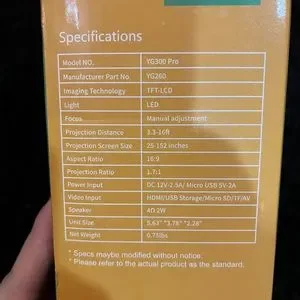 Specifications
Model NO. YG300 Pro
Manufacturer Part No. YG260
Imaging Technology TFT-LCD
Light LED
Focus Manual adjustment
Projection Distance 3.3-16ft
Projection Screen Size 25-152 inches
Aspect Ratio 16:9
Projection Ratio 1.7:1
Power Input DC 12V-2.5A/ Micro USB 5V-2A
Video Input HDMI/USB Storage/Micro SD/TF/AV
Speaker 4Ω 2W
Unit Size 5.63" *3.78" *2.28"
Net Weight 0.75lbs
* Specs maybe modified without notice.
* Please refer to the actual product as the standard.